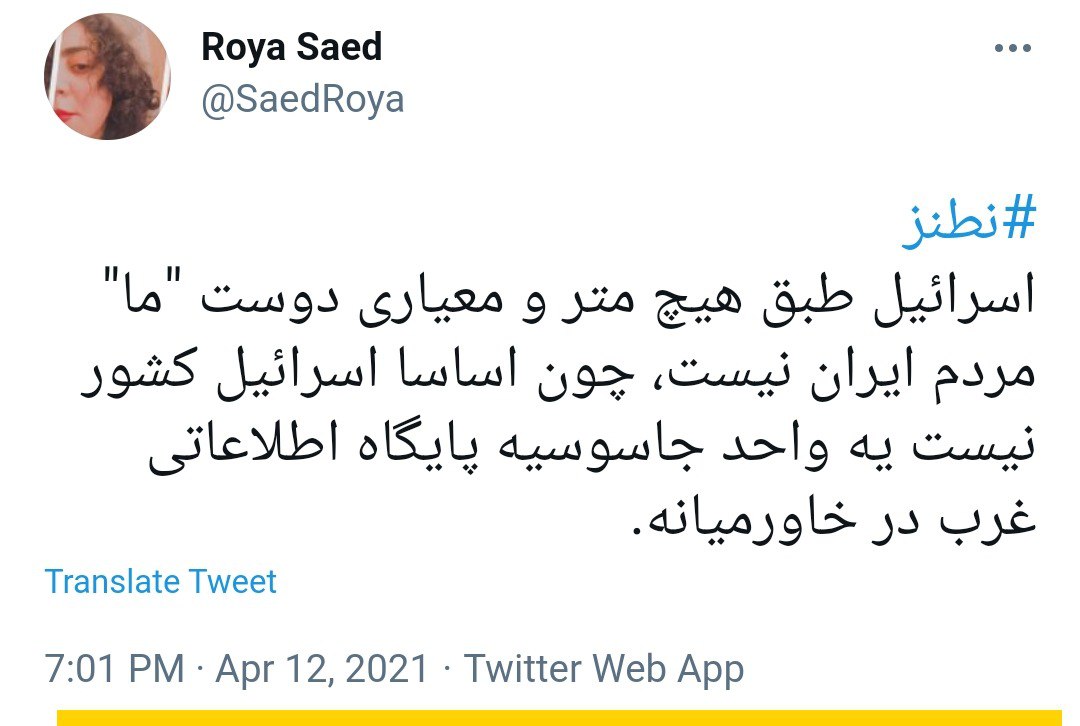 Roya Saed
@SaedRoya
#نطنز
اسرائیل طبق هیچ متر و معیاری دوست "ما"
مردم ایران نیست، چون اساسا اسرائیل کشور
نیست یه واحد جاسوسیه پایگاه اطلاعاتی
غرب در خاورمیانه.
Translate Tweet
7:01 PM · Apr 12, 2021 · Twitter Web App